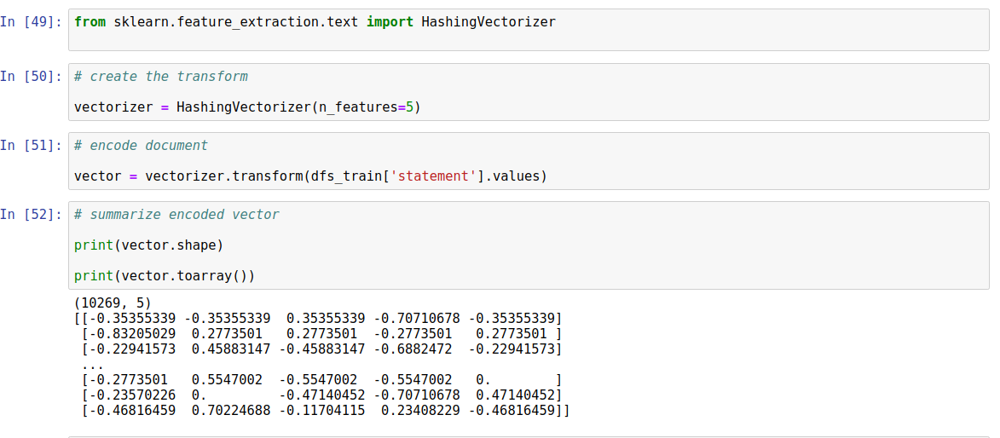 In [49]: from sklearn.feature_extraction.text import HashingVectorizer
In [50]: # create the transform
vectorizer = HashingVectorizer(n_features=5)
In [51]: # encode document
vector = vectorizer.transform(dfs_train['statement'].values)
In [52]: # summarize encoded vector
print(vector.shape)
print(vector.toarray())
(10269, 5)
[[-0.35355339 -0.35355339  0.35355339 -0.70710678 -0.35355339]
 [-0.83205029  0.2773501   0.2773501  -0.2773501   0.2773501 ]
 [-0.22941573  0.45883147 -0.45883147 -0.6882472  -0.22941573]
 ...
 [-0.2773501   0.5547002  -0.5547002  -0.5547002   0.        ]
 [-0.23570226  0.         -0.47140452 -0.70710678  0.47140452]
 [-0.46816459  0.70224688 -0.11704115  0.23408229 -0.46816459]]